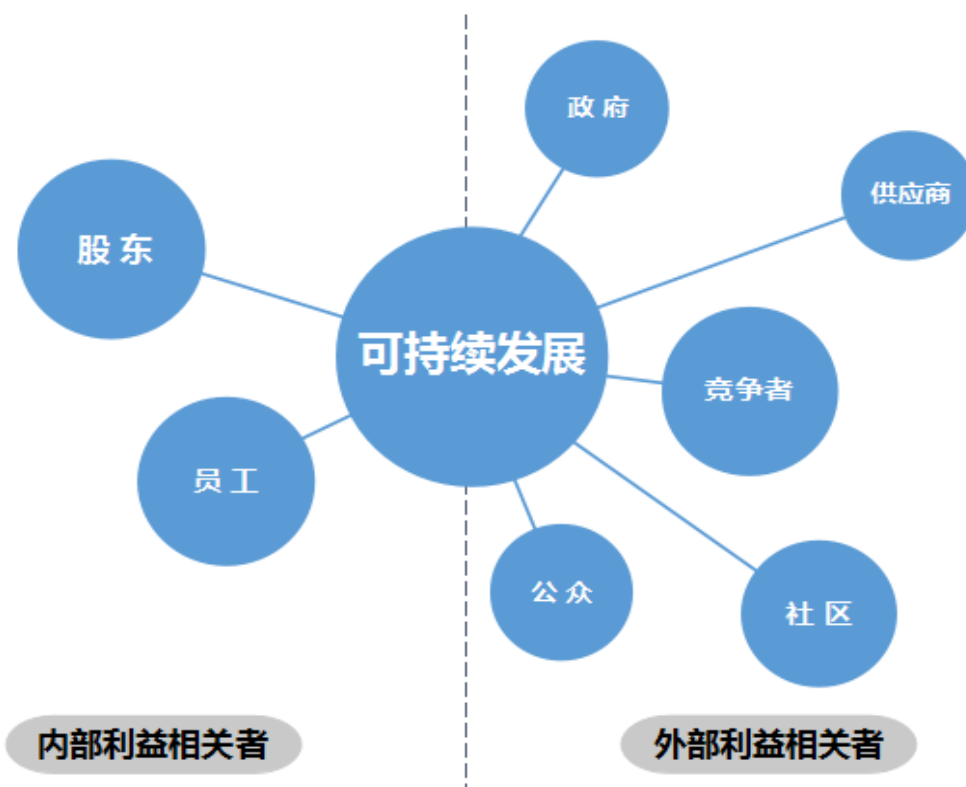 政府
供应商
股东
可持续发展
竞争者
员工
公众
社区
内部利益相关者
外部利益相关者